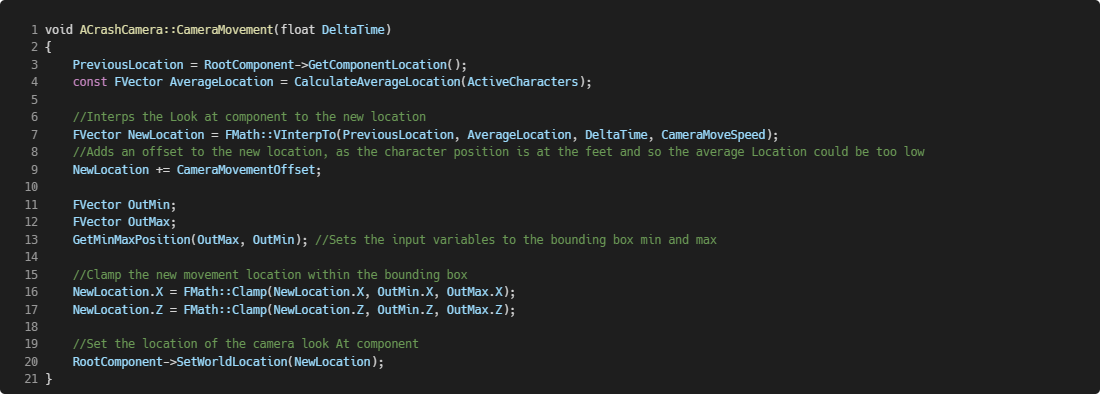 1 void ACrashCamera::CameraMovement(float DeltaTime)
2 {
3     PreviousLocation = RootComponent->GetComponentLocation();
4     const FVector AverageLocation = CalculateAverageLocation(ActiveCharacters);
5
6     //Interps the Look at component to the new location
7     FVector NewLocation = FMath::VInterpTo(PreviousLocation, AverageLocation, DeltaTime, CameraMoveSpeed);
8     //Adds an offset to the new location, as the character position is at the feet and so the average Location could be too low
9     NewLocation += CameraMovementOffset;
10
11     FVector OutMin;
12     FVector OutMax;
13     GetMinMaxPosition(OutMax, OutMin); //Sets the input variables to the bounding box min and max
14
15     //Clamp the new movement location within the bounding box
16     NewLocation.X = FMath::Clamp(NewLocation.X, OutMin.X, OutMax.X);
17     NewLocation.Z = FMath::Clamp(NewLocation.Z, OutMin.Z, OutMax.Z);
18
19     //Set the location of the camera look At component
20     RootComponent->SetWorldLocation(NewLocation);
21 }